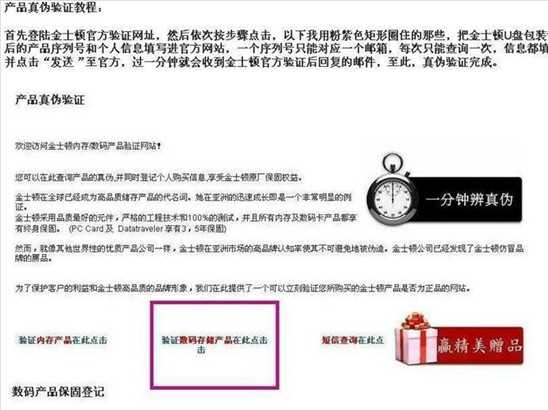 产品真伪验证教程：
首先登陆金士顿官方验证网址，然后依次按步骤点击，以下我用粉紫色矩形圈住的那些，把金士顿U盘包装
后的产品序列号和个人信息填写进官方网站，一个序列号只能对应一个邮箱，每次只能查询一次，信息都填
并点击“发送”至官方，过一分钟就会收到金士顿官方验证后回复的邮件，至此，真伪验证完成。
产品真伪验证
欢迎访问金士顿内存/数码产品验证网站！
您可以在此查询产品的真伪,并同时登记个人购买信息,享受金士顿原厂保固权益。
金士顿在全球已经成为高品质储存产品的代名词。她在亚洲的迅速成长即是一个非常明显的例
证。
金士顿采用品质最好的元件，严格的工程技术和100%的测试，并且所有内存及数码卡产品都享
有终身保固。 (PC Card 及 Datatraveler 享有3，5年保固)
一分钟辨真伪
然而，就像其他世界性的优质产品公司一样，金士顿在亚洲市场的高品牌认知率使其不可避免地被仿造。金士顿公司已经发现了金士顿仿冒品
牌的赝品。
为了保护客户的利益和金士顿高品质的品牌形象，我们在此提供了一个可以立刻验证您所购买的金士顿产品是否为正品的网站。
验证内存产品在此点击
验证数码存储产品在此点击
击
短信查询在此点
赢精美赠品
数码产品保固登记